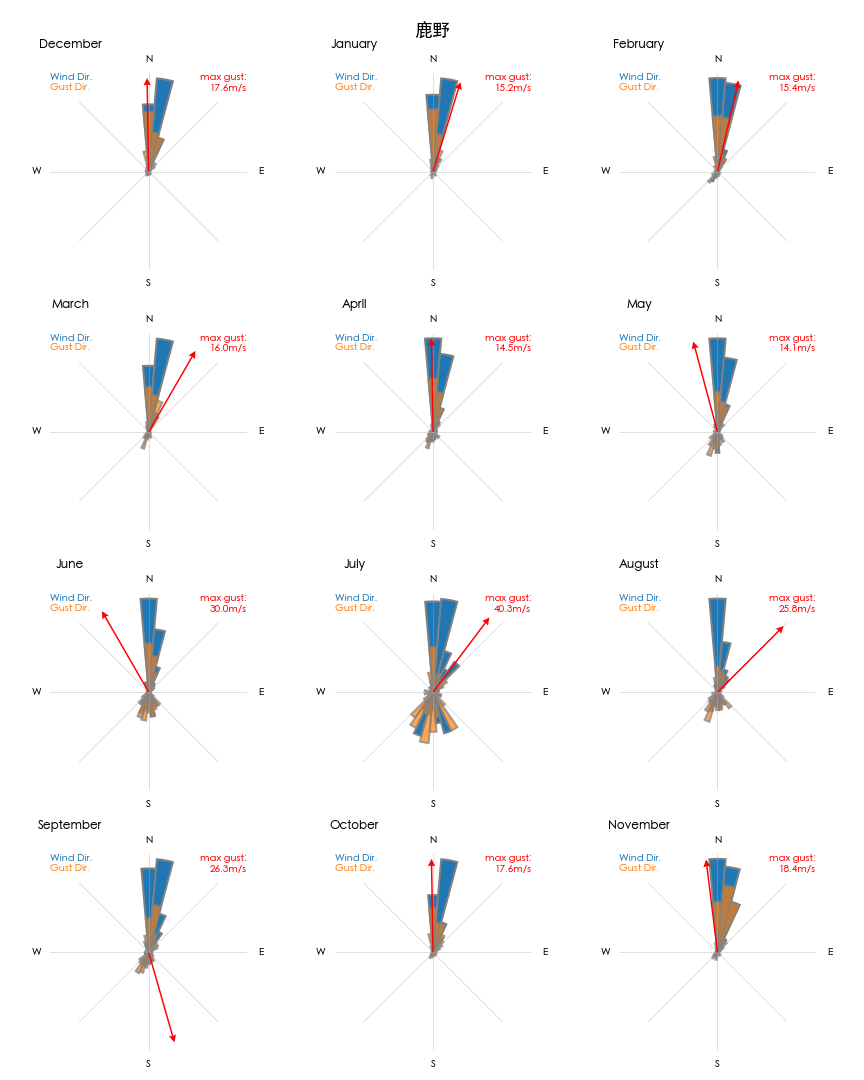 鹿野
December
N
Wind Dir.
Gust Dir.
max gust:
17.6m/s
W
E
S
January
N
Wind Dir.
Gust Dir.
max gust:
15.2m/s
W
E
S
February
N
Wind Dir.
Gust Dir.
max gust:
15.4m/s
W
E
S
March
N
Wind Dir.
Gust Dir.
max gust:
16.0m/s
W
E
S
April
N
Wind Dir.
Gust Dir.
max gust:
14.5m/s
W
E
S
May
N
Wind Dir.
Gust Dir.
max gust:
14.1m/s
W
E
S
June
N
Wind Dir.
Gust Dir.
max gust:
30.0m/s
W
E
S
July
N
Wind Dir.
Gust Dir.
max gust:
40.3m/s
W
E
S
August
N
Wind Dir.
Gust Dir.
max gust:
25.8m/s
W
E
S
September
N
Wind Dir.
Gust Dir.
max gust:
26.3m/s
W
E
S
October
N
Wind Dir.
Gust Dir.
max gust:
17.6m/s
W
E
S
November
N
Wind Dir.
Gust Dir.
max gust:
18.4m/s
W
E
S